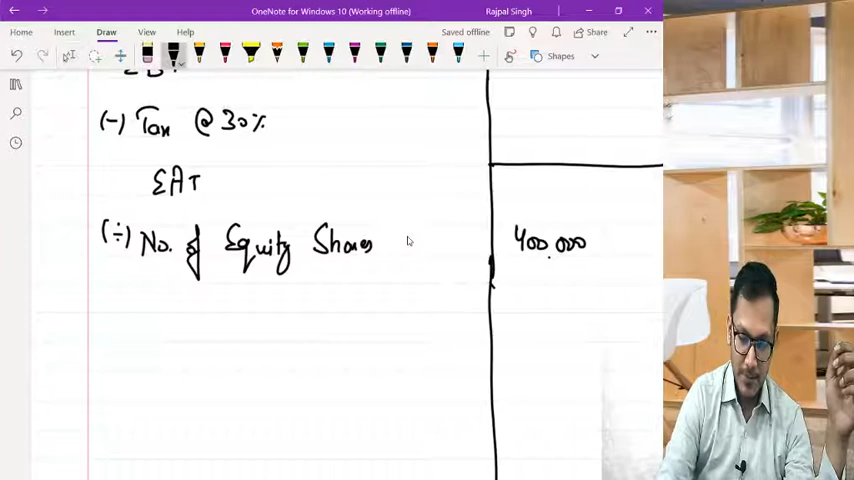 OneNote for Windows 10 (Working offline)
Rajpal Singh
Home Insert Draw View Help
Saved offline
Share
Shapes
(-) Tax @ 30%
EAT
(÷) No. of Equity Shares 400.000